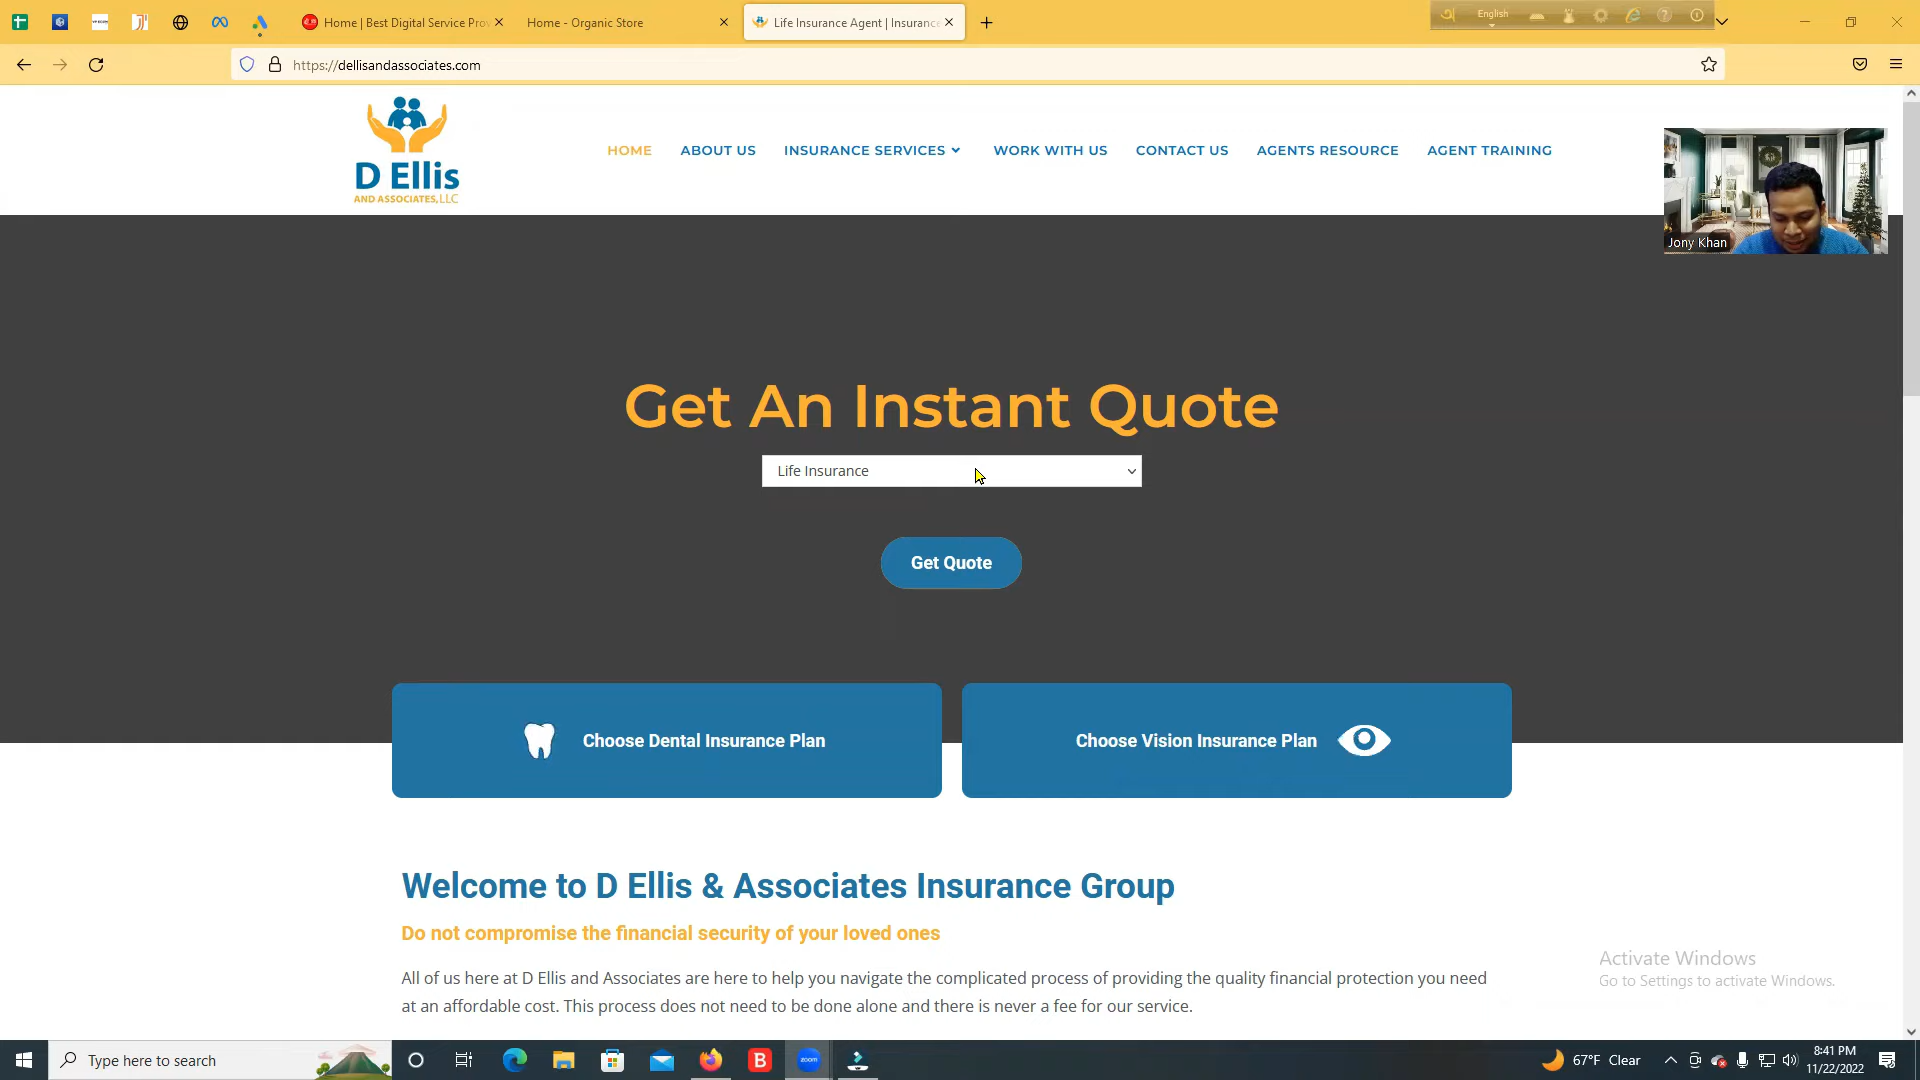 Home | Best Digital Service Prov
Home - Organic Store
Life Insurance Agent | Insurance
English
https://dellisandassociates.com
D Ellis
AND ASSOCIATES, LLC
HOME
ABOUT US
INSURANCE SERVICES
WORK WITH US
CONTACT US
AGENTS RESOURCE
AGENT TRAINING
Jony Khan
Get An Instant Quote
Life Insurance
Get Quote
Choose Dental Insurance Plan
Choose Vision Insurance Plan
Welcome to D Ellis & Associates Insurance Group
Do not compromise the financial security of your loved ones
All of us here at D Ellis and Associates are here to help you navigate the complicated process of providing the quality financial protection you need
at an affordable cost. This process does not need to be done alone and there is never a fee for our service.
Activate Windows
Go to Settings to activate Windows.
Type here to search
B
zoom
67°F Clear
8:41 PM
11/22/2022